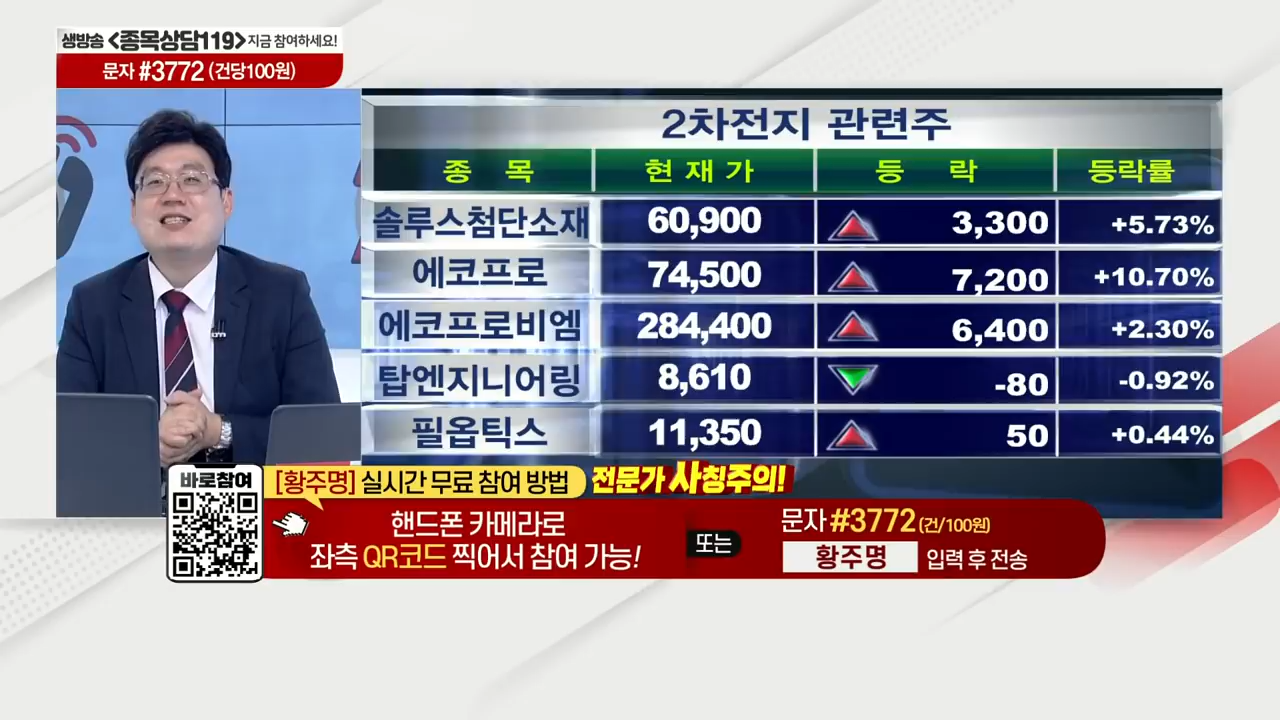 생방송 <종목상담119> 지금 참여하세요!
문자 #3772 (건당100원)
2차전지 관련주
종 목 현 재 가 등 락 등락률
솔루스첨단소재 60,900 3,300 +5.73%
에코프로 74,500 7,200 +10.70%
에코프로비엠 284,400 6,400 +2.30%
탑엔지니어링 8,610 -80 -0.92%
필옵틱스 11,350 50 +0.44%
바로참여
[황주명] 실시간 무료 참여 방법 전문가 사칭주의!
핸드폰 카메라로
좌측 QR코드 찍어서 참여 가능!
또는
문자 #3772 (건/100원)
황주명 입력 후 전송